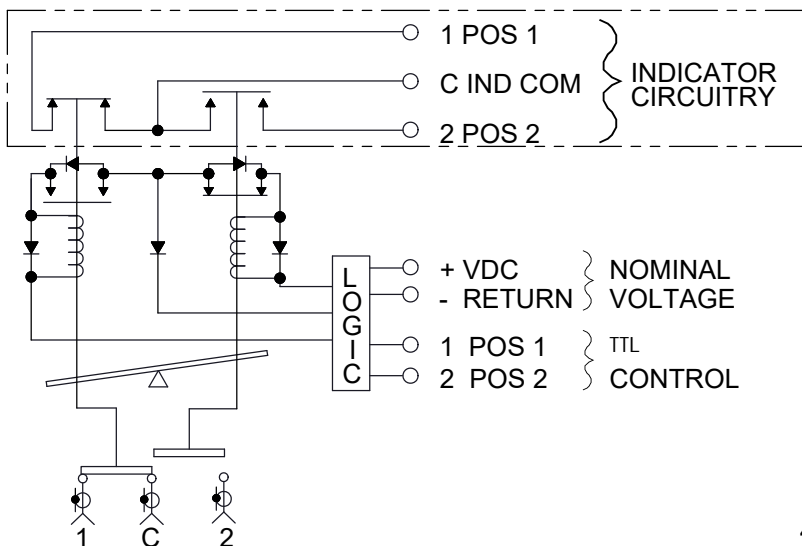 1 POS 1
C IND COM
2 POS 2
INDICATOR
CIRCUITRY
LOGIC
+ VDC
- RETURN
NOMINAL
VOLTAGE
1 POS 1
2 POS 2
TTL
CONTROL
1 C 2